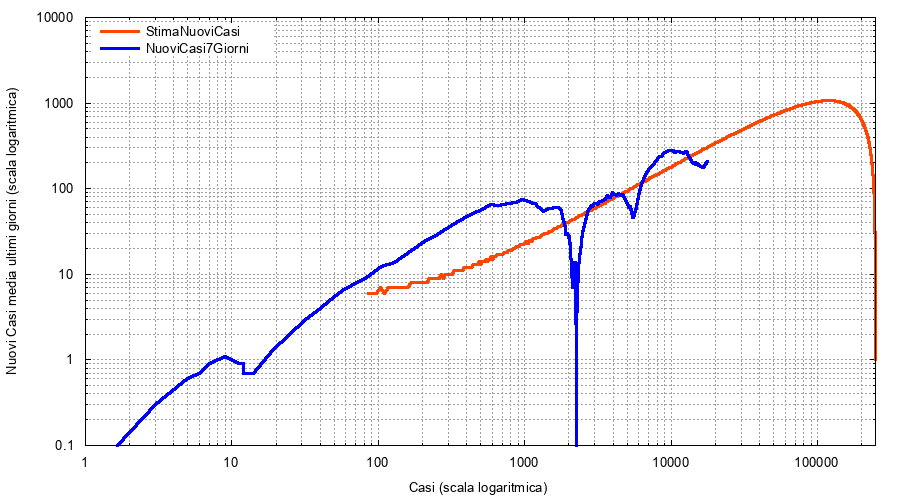 10000
StimaNuoviCasi
NuoviCasi7Giorni
1000
100
10
1
0.1
Nuovi Casi media ultimi giorni (scala logaritmica)
1 10 100 1000 10000 100000
Casi (scala logaritmica)